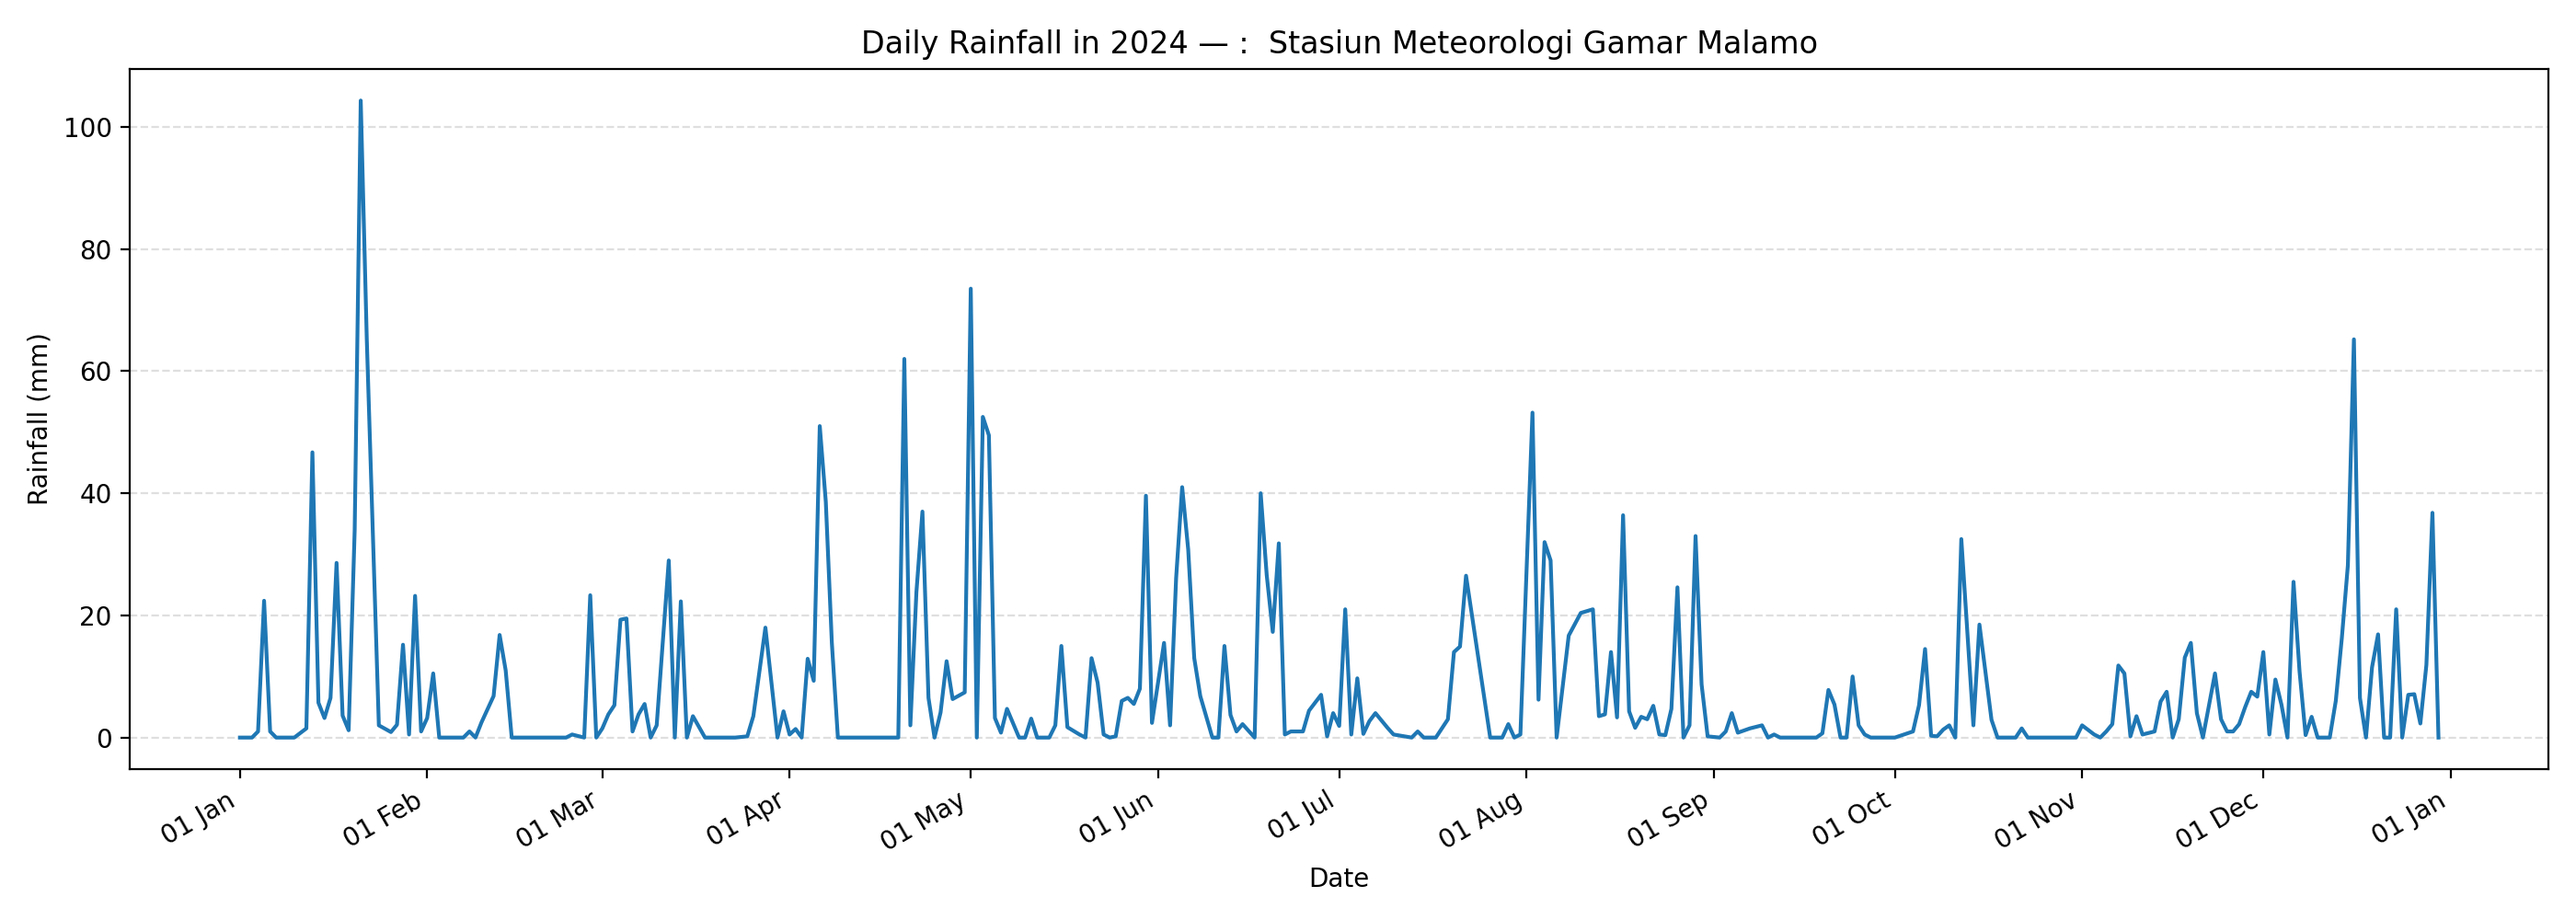 Daily Rainfall in 2024 — :  Stasiun Meteorologi Gamar Malamo
Rainfall (mm)
100
80
60
40
20
0
01 Jan
01 Feb
01 Mar
01 Apr
01 May
01 Jun
01 Jul
01 Aug
01 Sep
01 Oct
01 Nov
01 Dec
01 Jan
Date